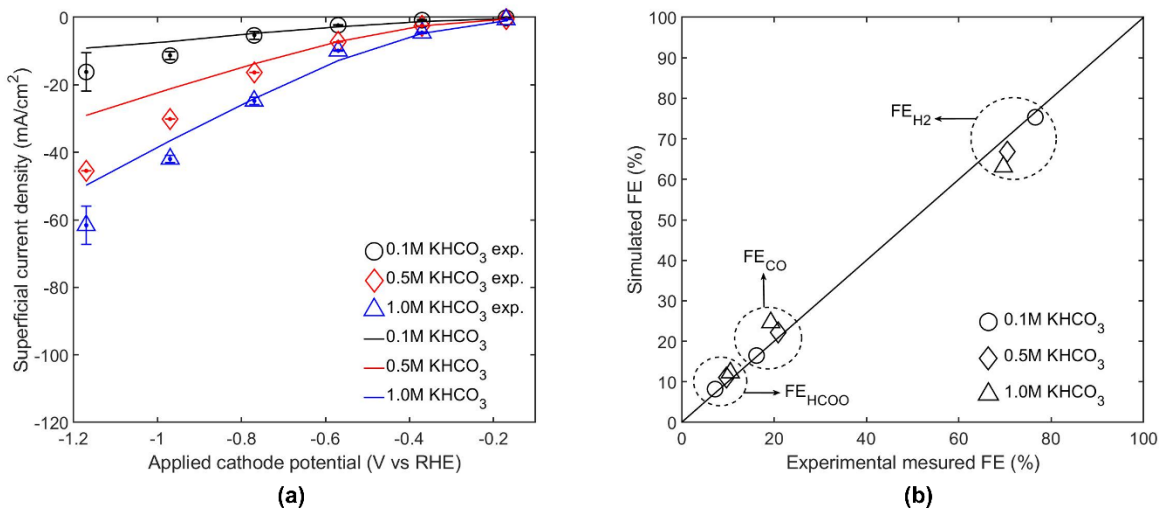 0
-20
-40
-60
-80
-100
-120
-1.2
-1
-0.8
-0.6
-0.4
-0.2
Superficial current density (mA/cm²)
Applied cathode potential (V vs RHE)
0.1M KHCO₃ exp.
0.5M KHCO₃ exp.
1.0M KHCO₃ exp.
0.1M KHCO₃
0.5M KHCO₃
1.0M KHCO₃
(a)
100
90
80
70
60
50
40
30
20
10
0
0
20
40
60
80
100
Simulated FE (%)
Experimental mesured FE (%)
FE_H2
FE_CO
FE_HCOO
0.1M KHCO₃
0.5M KHCO₃
1.0M KHCO₃
(b)